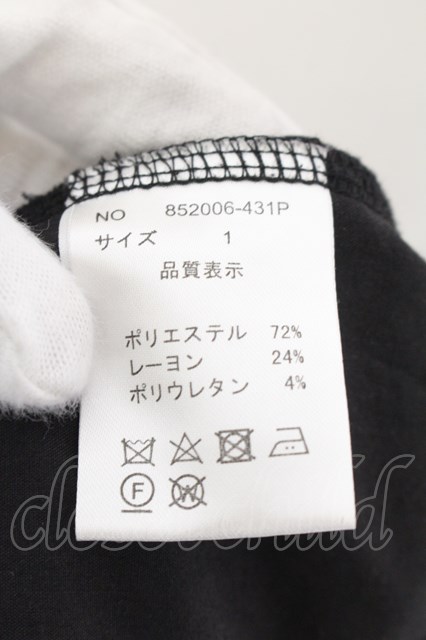 NO 852006-431P
サイズ 1
品質表示
ポリエステル 72%
レーヨン 24%
ポリウレタン 4%
F W
closet child